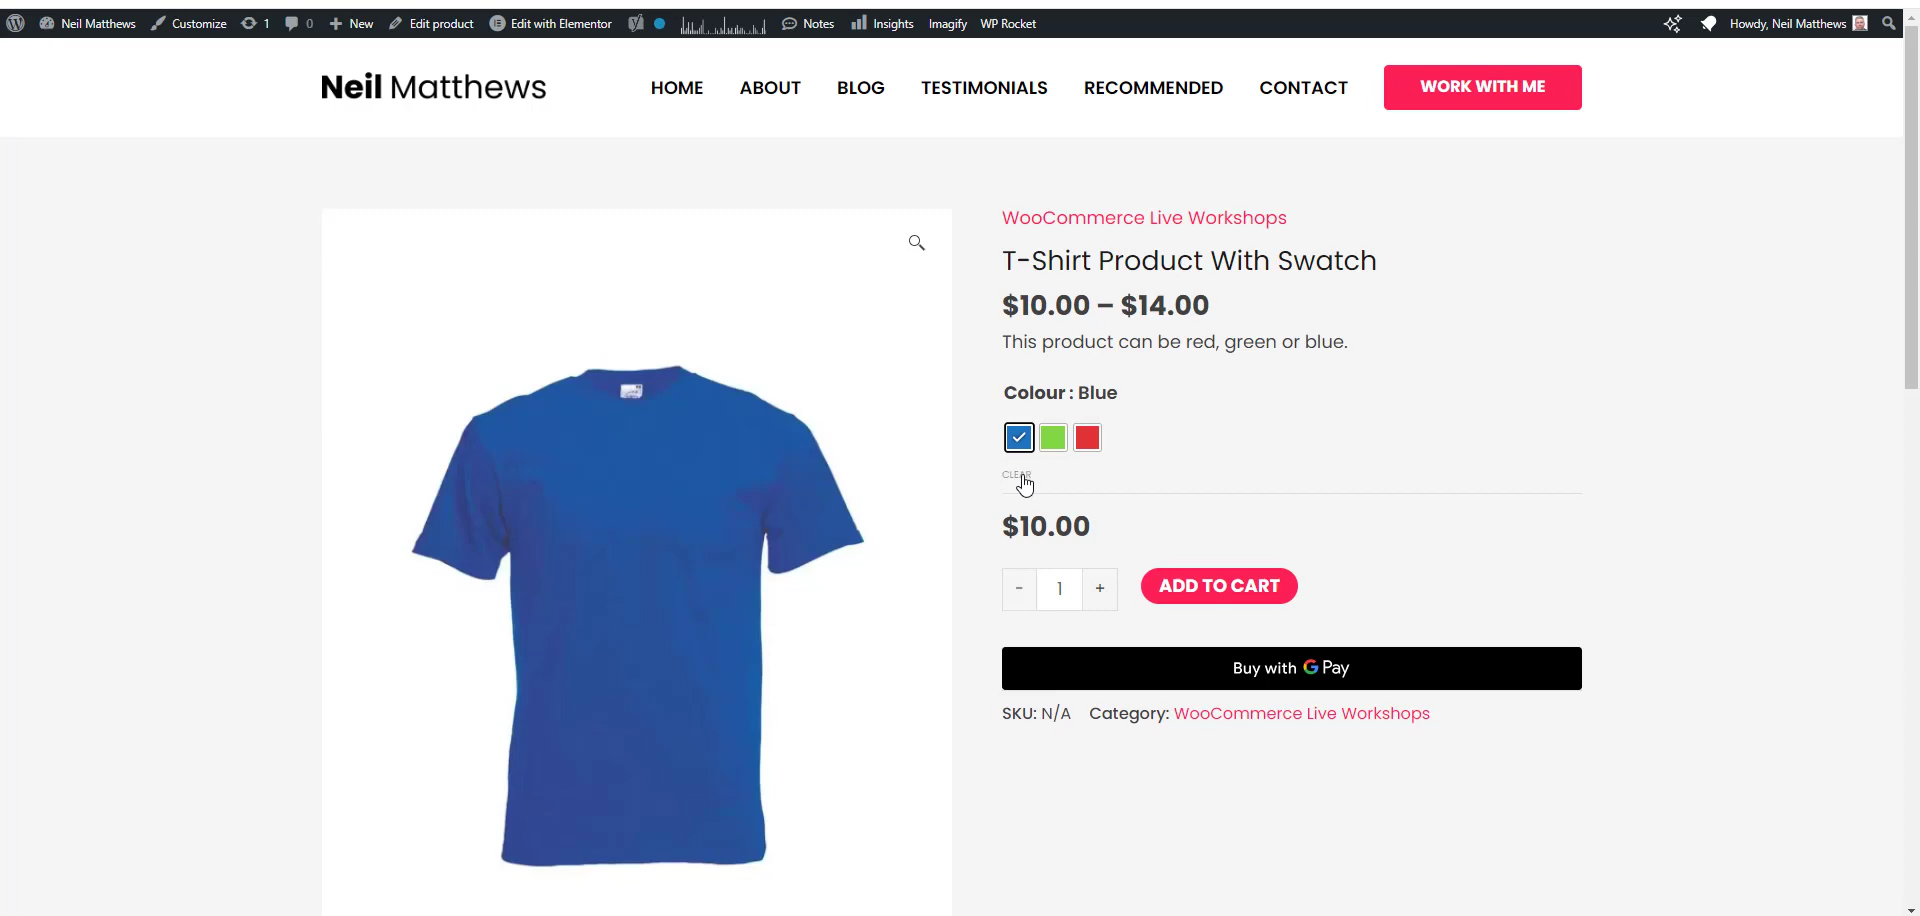 Neil Matthews Customize 1 0 New Edit product Edit with Elementor Notes Insights Imagify WP Rocket Howdy, Neil Matthews
Neil Matthews HOME ABOUT BLOG TESTIMONIALS RECOMMENDED CONTACT WORK WITH ME
WooCommerce Live Workshops
T-Shirt Product With Swatch
$10.00 – $14.00
This product can be red, green or blue.
Colour : Blue
CLEAR
$10.00
- 1 + ADD TO CART
Buy with G Pay
SKU: N/A Category: WooCommerce Live Workshops